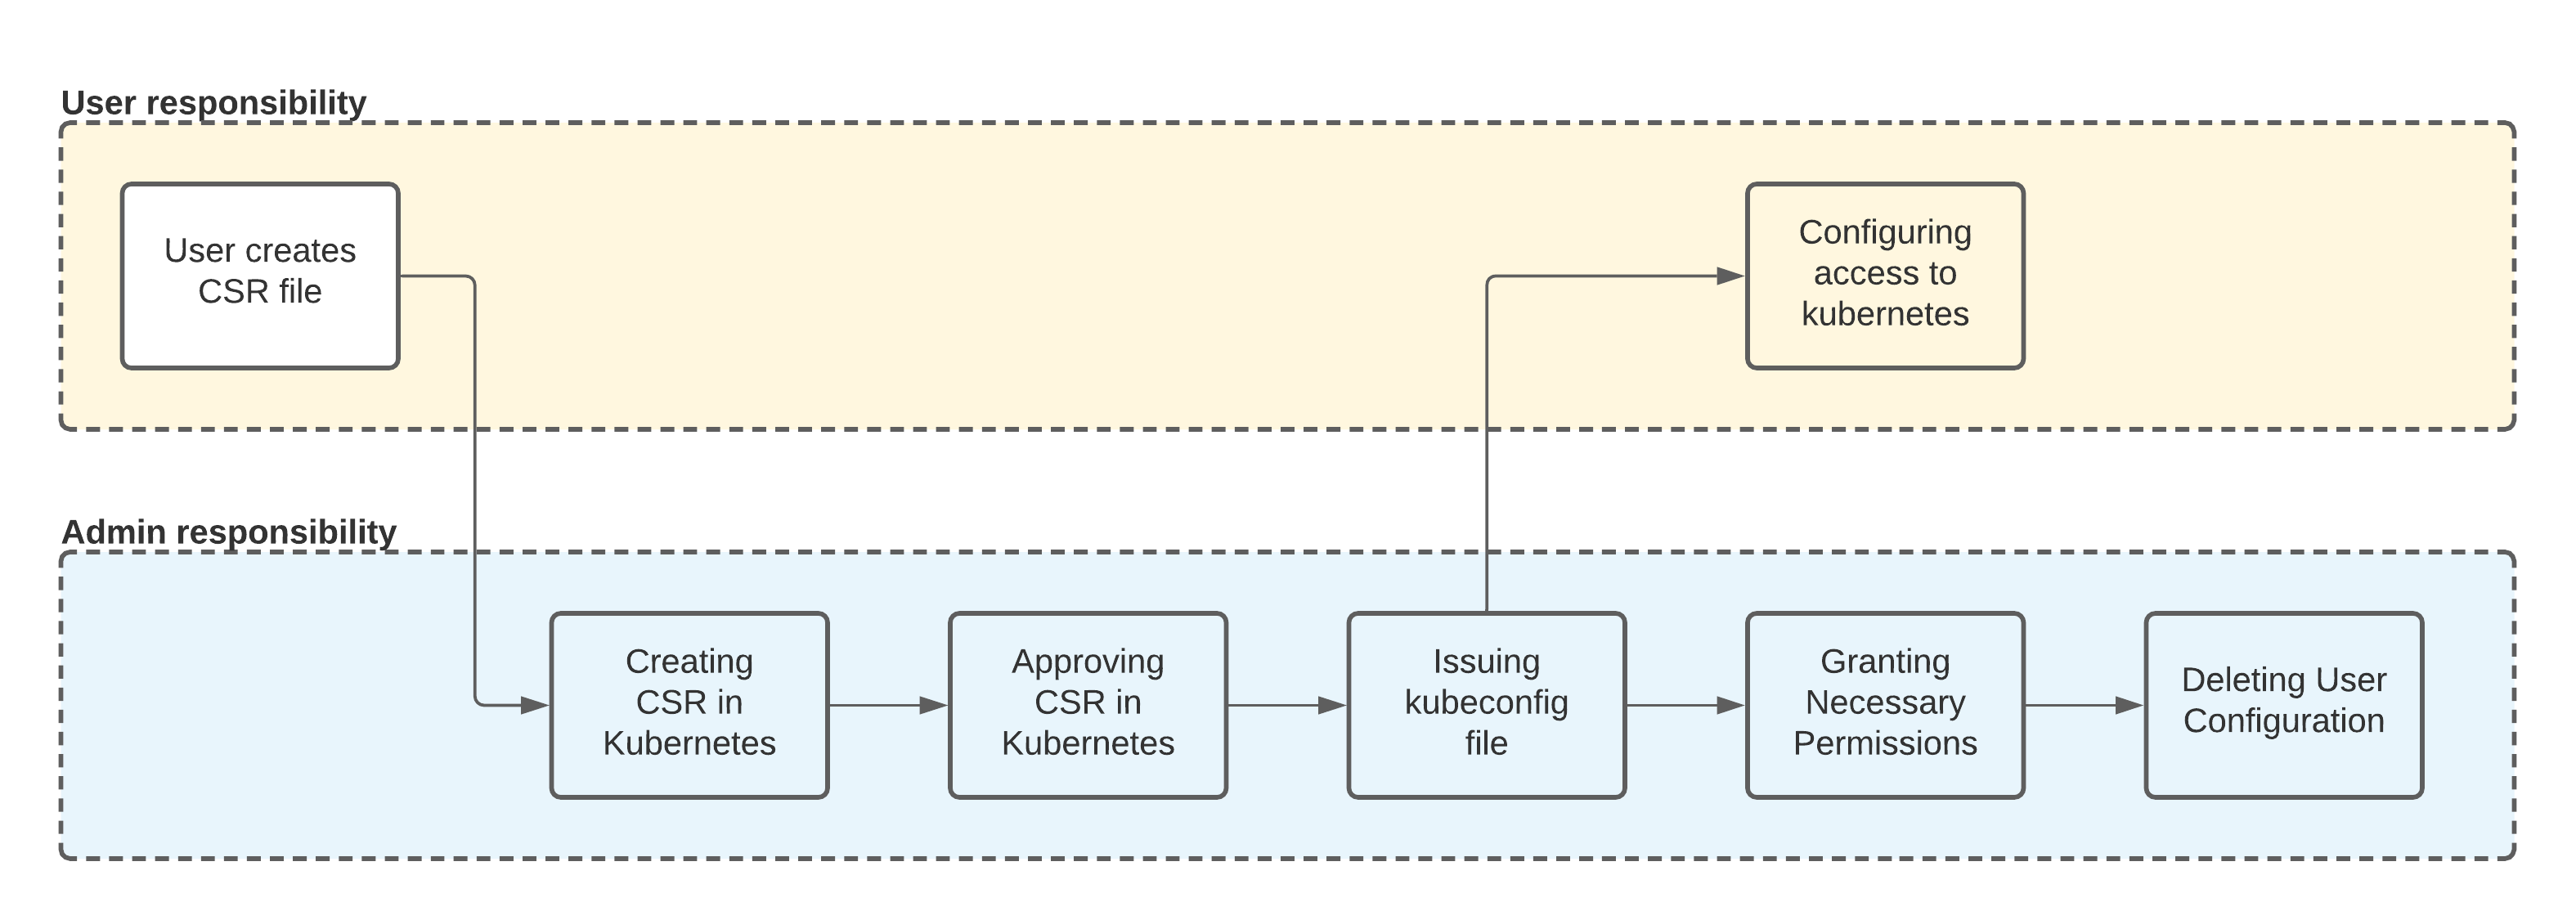 User responsibility
User creates
CSR file
Configuring
access to
kubernetes
Admin responsibility
Creating
CSR in
Kubernetes
Approving
CSR in
Kubernetes
Issuing
kubeconfig
file
Granting
Necessary
Permissions
Deleting User
Configuration